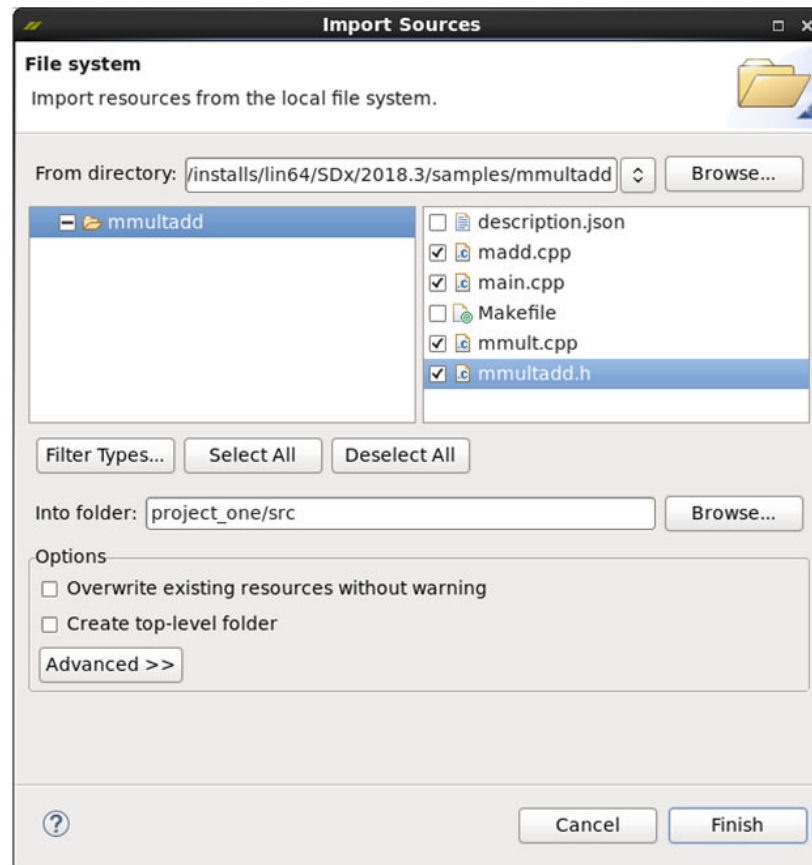 Import Sources
File system
Import resources from the local file system.
From directory: /installs/lin64/SDx/2018.3/samples/mmultadd Browse...
mmultadd
description.json
madd.cpp
main.cpp
Makefile
mmult.cpp
mmultadd.h
Filter Types... Select All Deselect All
Into folder: project_one/src Browse...
Options
Overwrite existing resources without warning
Create top-level folder
Advanced >>
? Cancel Finish